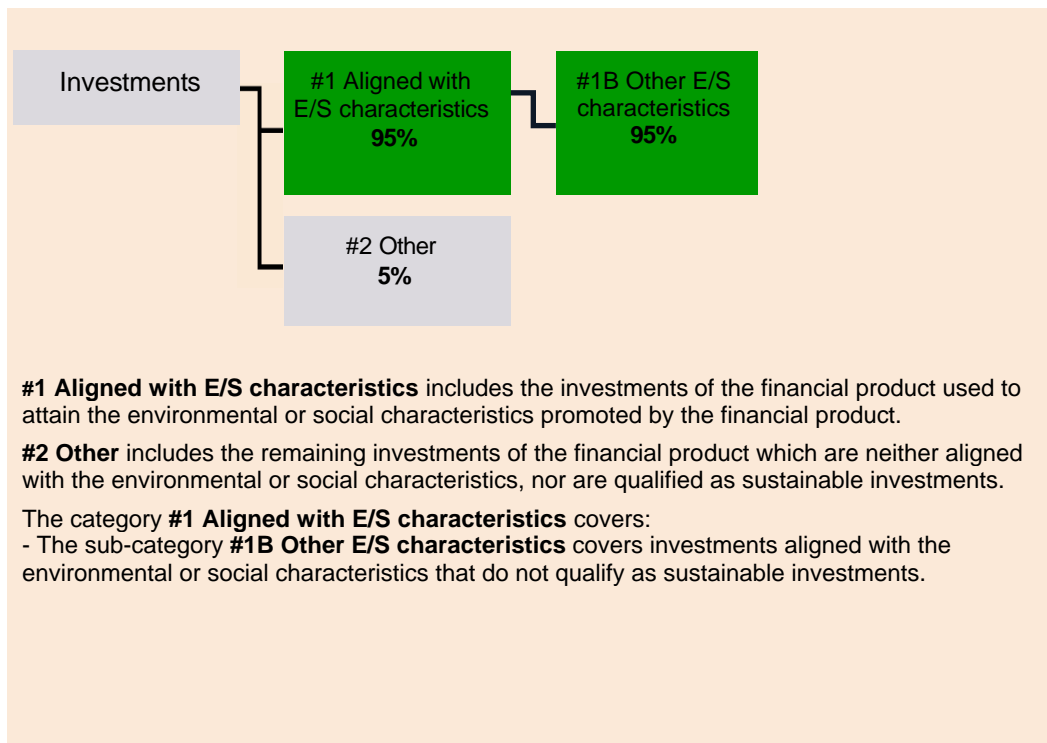 Investments
#1 Aligned with
E/S characteristics
95%
#1B Other E/S
characteristics
95%
#2 Other
5%
#1 Aligned with E/S characteristics includes the investments of the financial product used to
attain the environmental or social characteristics promoted by the financial product.
#2 Other includes the remaining investments of the financial product which are neither aligned
with the environmental or social characteristics, nor are qualified as sustainable investments.
The category #1 Aligned with E/S characteristics covers:
- The sub-category #1B Other E/S characteristics covers investments aligned with the
environmental or social characteristics that do not qualify as sustainable investments.